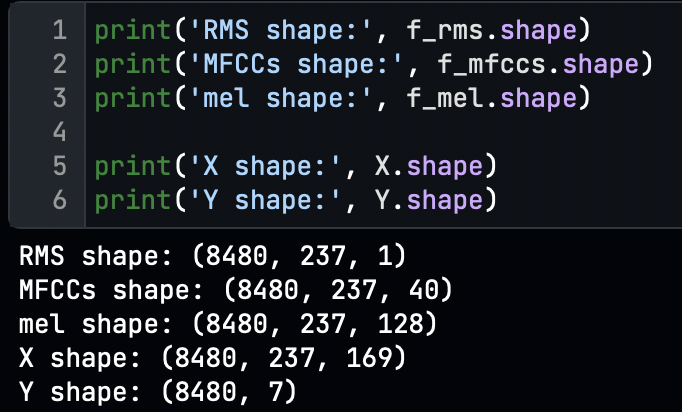 1 print('RMS shape:', f_rms.shape)
2 print('MFCCs shape:', f_mfccs.shape)
3 print('mel shape:', f_mel.shape)
4
5 print('X shape:', X.shape)
6 print('Y shape:', Y.shape)
RMS shape: (8480, 237, 1)
MFCCs shape: (8480, 237, 40)
mel shape: (8480, 237, 128)
X shape: (8480, 237, 169)
Y shape: (8480, 7)